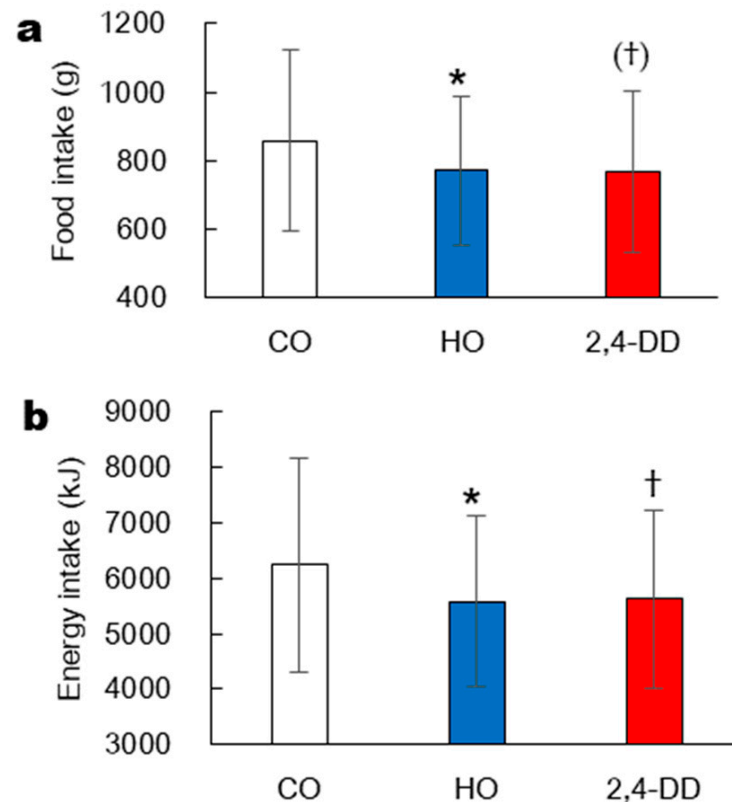 a
Food intake (g)
1200
1000
800
600
400
*
(†)
CO HO 2,4-DD
b
Energy intake (kJ)
9000
8000
7000
6000
5000
4000
3000
*
†
CO HO 2,4-DD